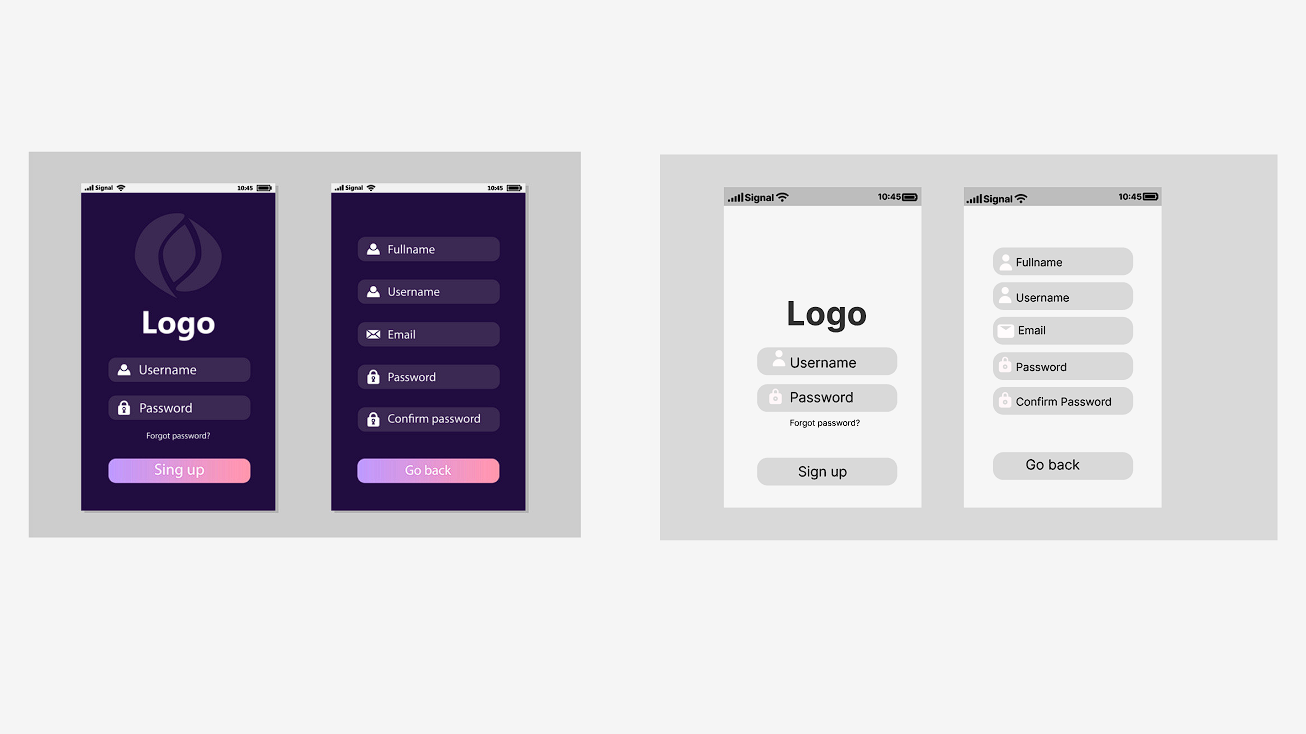 Signal 10:45
Logo
Username
Password
Forgot password?
Sing up
Signal 10:45
Fullname
Username
Email
Password
Confirm password
Go back
Signal 10:45
Logo
Username
Password
Forgot password?
Sign up
Signal 10:45
Fullname
Username
Email
Password
Confirm Password
Go back